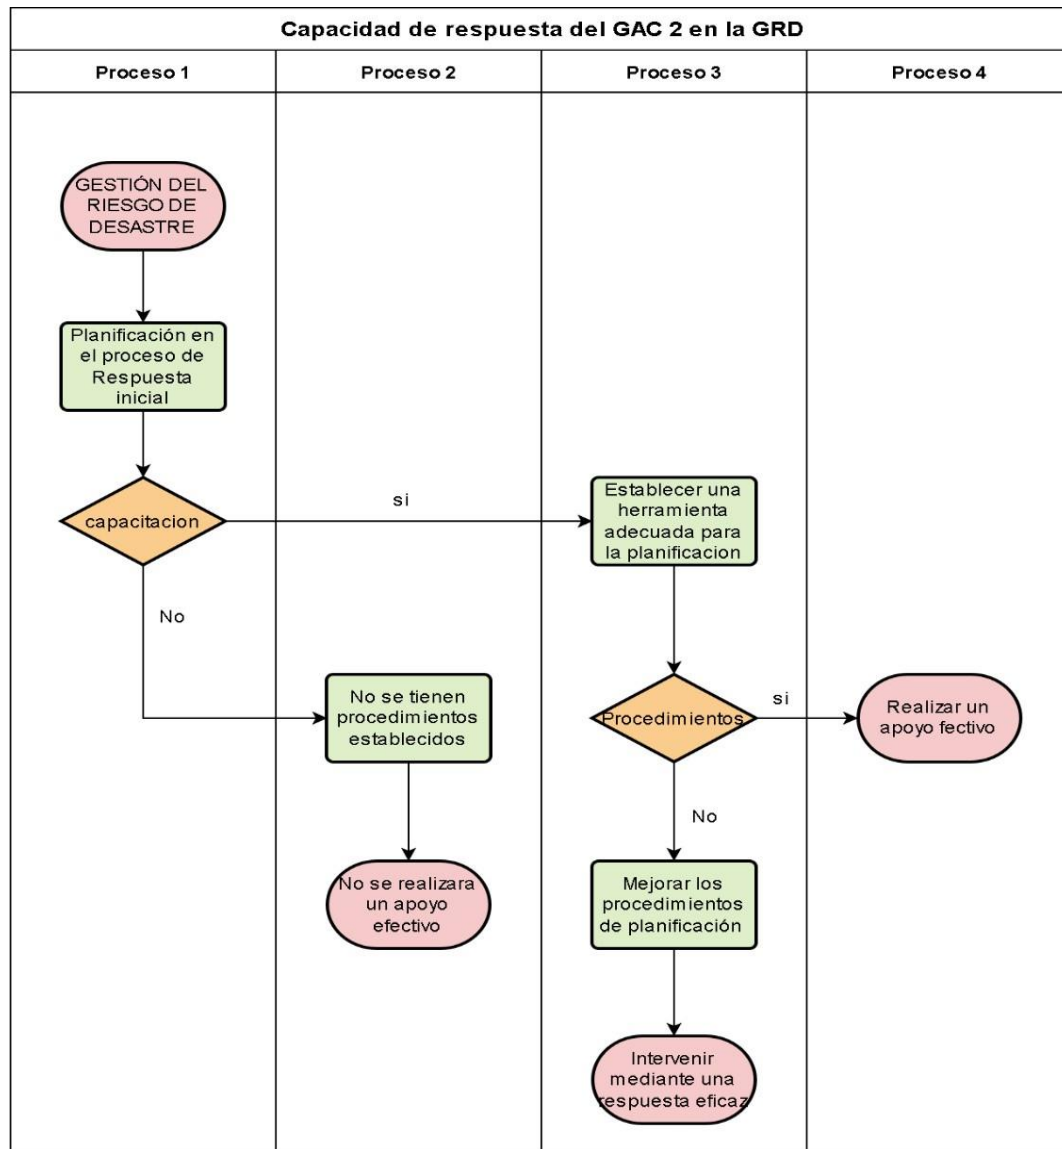 Capacidad de respuesta del GAC 2 en la GRD
Proceso 1
Proceso 2
Proceso 3
Proceso 4
GESTIÓN DEL
RIESGO DE
DESASTRE
Planificación en
el proceso de
Respuesta
inicial
capacitacion
si
Establecer una
herramienta
adecuada para
la planificacion
No
No se tienen
procedimientos
establecidos
Procedimientos
si
Realizar un
apoyo fectivo
No
No se realizara
un apoyo
efectivo
Mejorar los
procedimientos
de planificación
Intervenir
mediante una
respuesta eficaz